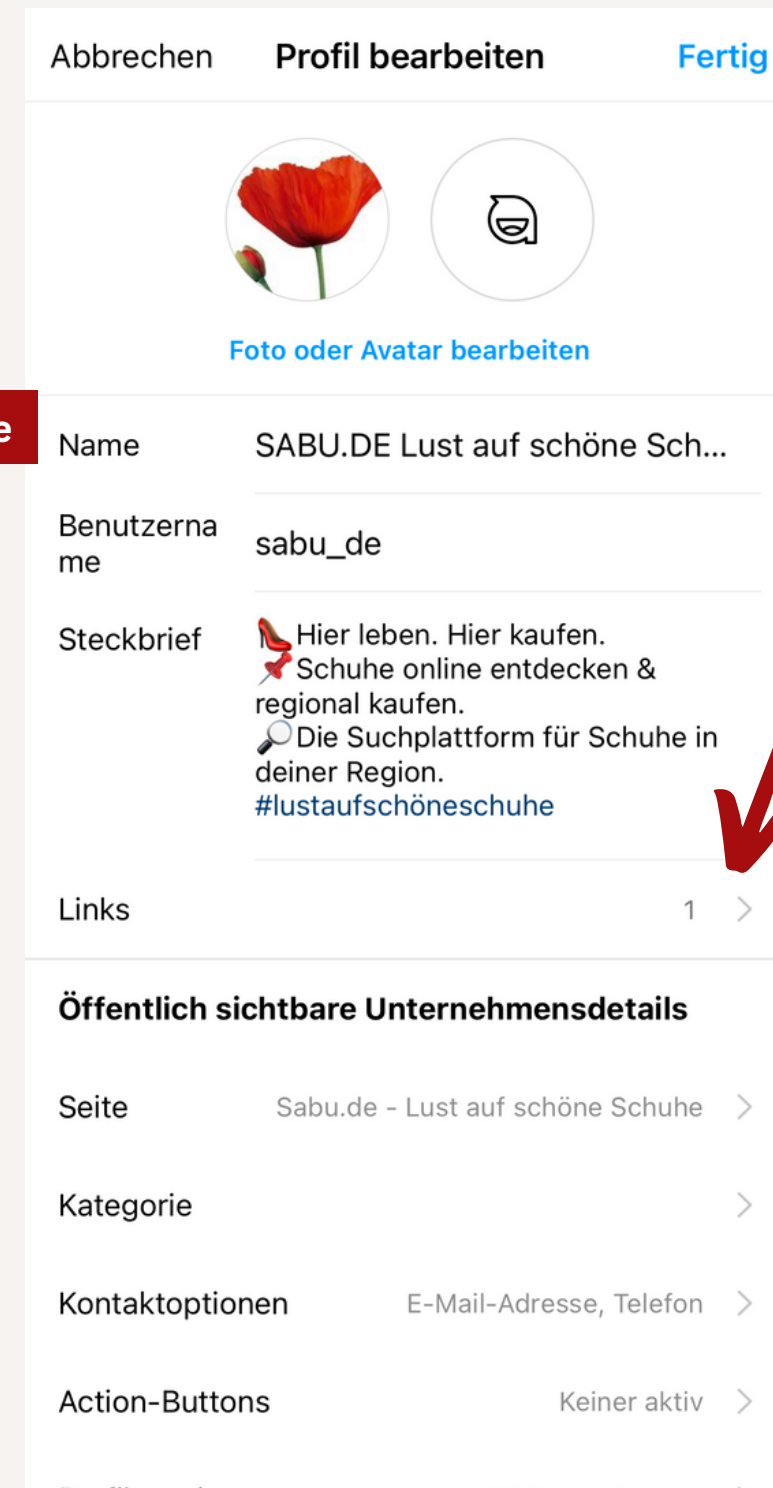 Abbrechen Profil bearbeiten Fertig
Foto oder Avatar bearbeiten
e
Name SABU.DE Lust auf schöne Sch...
Benutzerna
me sabu_de
Steckbrief 👠Hier leben. Hier kaufen.
📌Schuhe online entdecken &
regional kaufen.
🔎Die Suchplattform für Schuhe in
deiner Region.
#lustaufschöneschuhe
Links 1 >
Öffentlich sichtbare Unternehmensdetails
Seite Sabu.de - Lust auf schöne Schuhe >
Kategorie >
Kontaktoptionen E-Mail-Adresse, Telefon >
Action-Buttons Keiner aktiv >